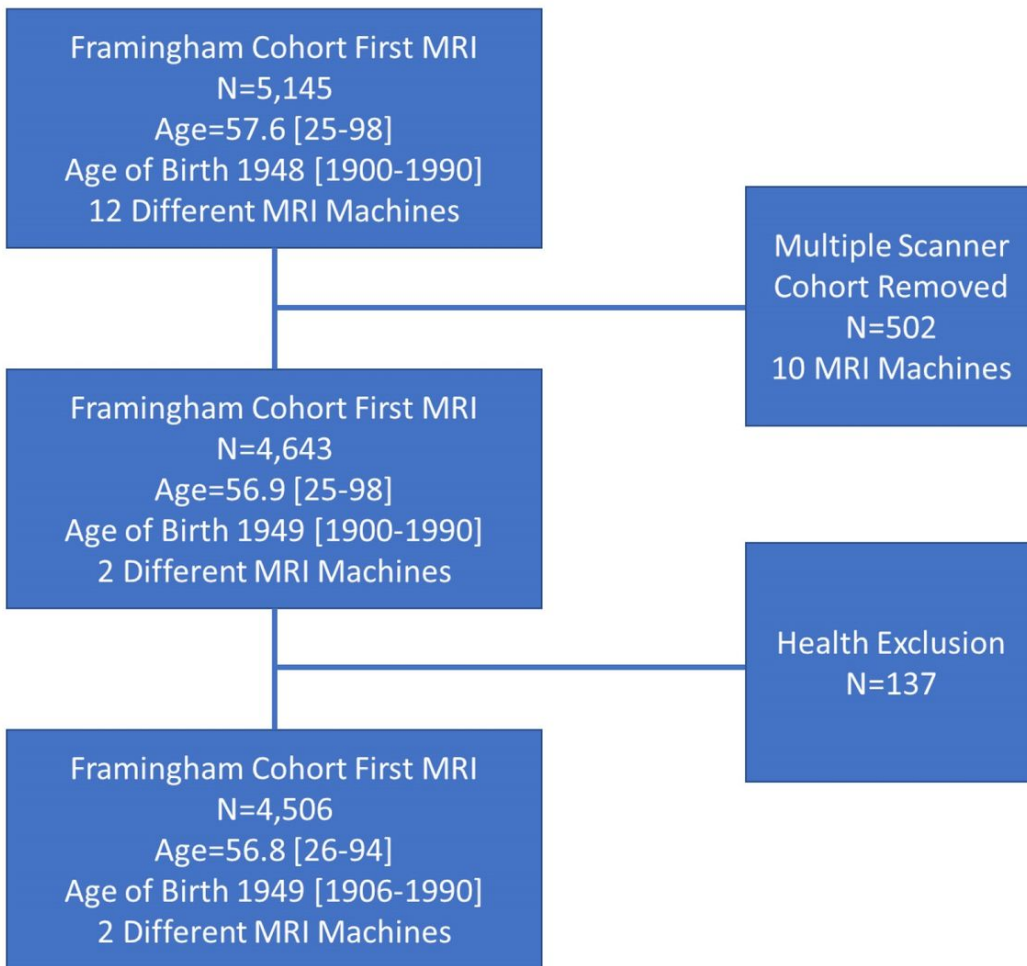 Framingham Cohort First MRI
N=5,145
Age=57.6 [25-98]
Age of Birth 1948 [1900-1990]
12 Different MRI Machines
Multiple Scanner
Cohort Removed
N=502
10 MRI Machines
Framingham Cohort First MRI
N=4,643
Age=56.9 [25-98]
Age of Birth 1949 [1900-1990]
2 Different MRI Machines
Health Exclusion
N=137
Framingham Cohort First MRI
N=4,506
Age=56.8 [26-94]
Age of Birth 1949 [1906-1990]
2 Different MRI Machines